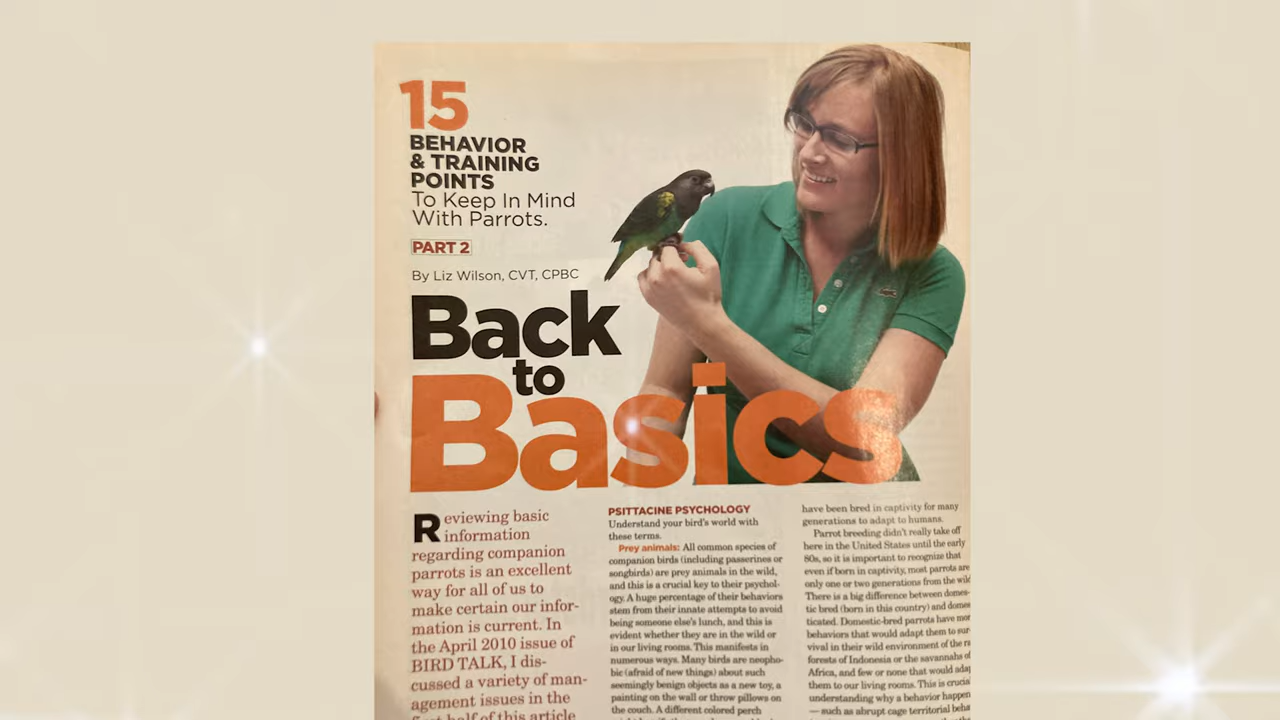 15
BEHAVIOR
& TRAINING
POINTS
To Keep In Mind
With Parrots.
PART 2
By Liz Wilson, CVT, CPBC
Back
to
Basics
Reviewing basic
information
regarding companion
parrots is an excellent
way for all of us to
make certain our infor-
mation is current. In
the April 2010 issue of
BIRD TALK, I dis-
cussed a variety of man-
agement issues in the
first half of this article
PSITTACINE PSYCHOLOGY
Understand your bird's world with
these terms.
Prey animals: All common species of
companion birds (including passerines or
songbirds) are prey animals in the wild,
and this is a crucial key to their psychol-
ogy. A huge percentage of their behaviors
stem from their innate attempts to avoid
being someone else's lunch, and this is
evident whether they are in the wild or
in our living rooms. This manifests in
numerous ways. Many birds are neopho-
bic (afraid of new things) about such
seemingly benign objects as a new toy, a
painting on the wall or throw pillows on
the couch. A different colored perch
have been bred in captivity for many
generations to adapt to humans.
Parrot breeding didn't really take off
here in the United States until the early
80s, so it is important to recognize that
even if born in captivity, most parrots are
only one or two generations from the wild
There is a big difference between domes-
tic bred (born in this country) and domes
ticated. Domestic-bred parrots have mor
behaviors that would adapt them to sur-
vival in their wild environment of the ra
forests of Indonesia or the savannahs of
Africa, and few or none that would adap
them to our living rooms. This is crucia
understanding why a behavior happen
— such as abrupt cage territorial beha